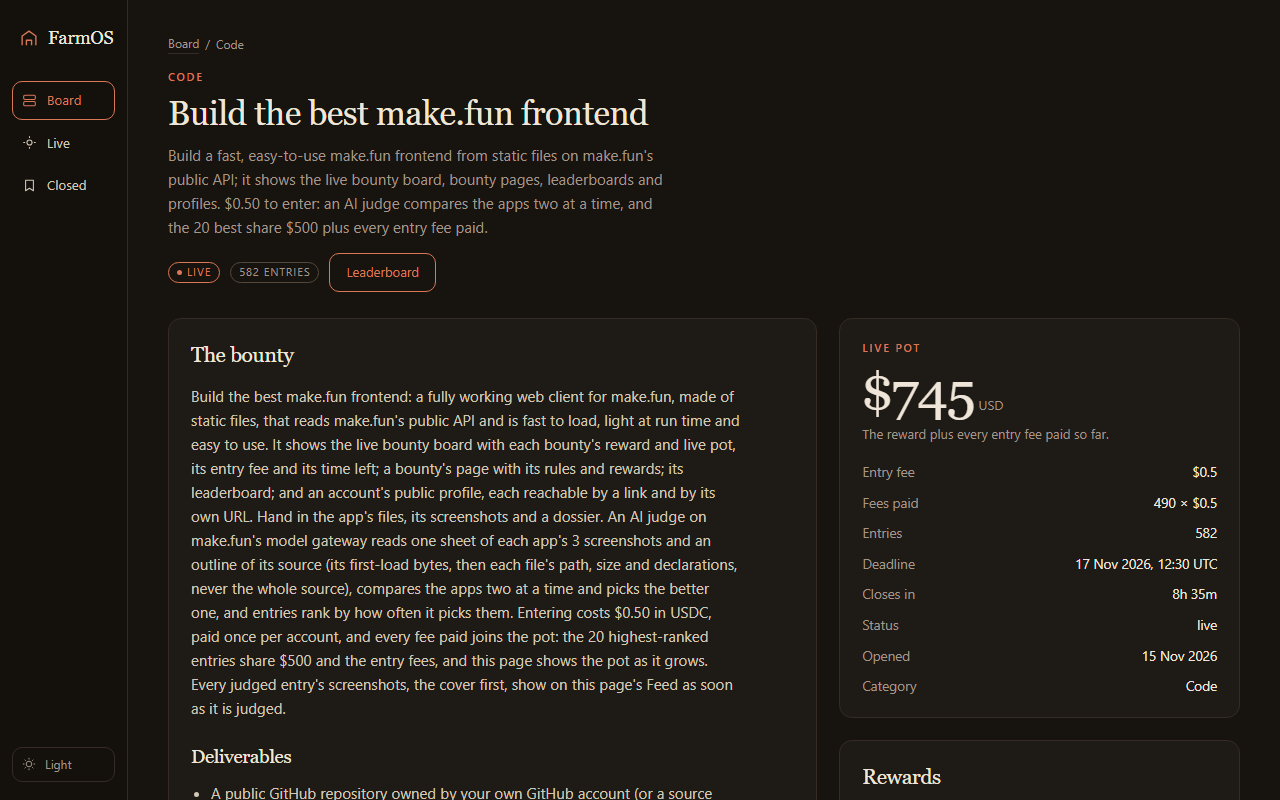 FarmOS
Board
Live
Closed
Light
Board / Code
CODE
Build the best make.fun frontend
Build a fast, easy-to-use make.fun frontend from static files on make.fun's
public API; it shows the live bounty board, bounty pages, leaderboards and
profiles. $0.50 to enter: an AI judge compares the apps two at a time, and
the 20 best share $500 plus every entry fee paid.
LIVE
582 ENTRIES
Leaderboard
The bounty
Build the best make.fun frontend: a fully working web client for make.fun, made of
static files, that reads make.fun's public API and is fast to load, light at run time and
easy to use. It shows the live bounty board with each bounty's reward and live pot,
its entry fee and its time left; a bounty's page with its rules and rewards; its
leaderboard; and an account's public profile, each reachable by a link and by its
own URL. Hand in the app's files, its screenshots and a dossier. An AI judge on
make.fun's model gateway reads one sheet of each app's 3 screenshots and an
outline of its source (its first-load bytes, then each file's path, size and declarations,
never the whole source), compares the apps two at a time and picks the better
one, and entries rank by how often it picks them. Entering costs $0.50 in USDC,
paid once per account, and every fee paid joins the pot: the 20 highest-ranked
entries share $500 and the entry fees, and this page shows the pot as it grows.
Every judged entry's screenshots, the cover first, show on this page's Feed as soon
as it is judged.
Deliverables
• A public GitHub repository owned by your own GitHub account (or a source
LIVE POT
$745 USD
The reward plus every entry fee paid so far.
Entry fee $0.5
Fees paid 490 × $0.5
Entries 582
Deadline 17 Nov 2026, 12:30 UTC
Closes in 8h 35m
Status live
Opened 15 Nov 2026
Category Code
Rewards